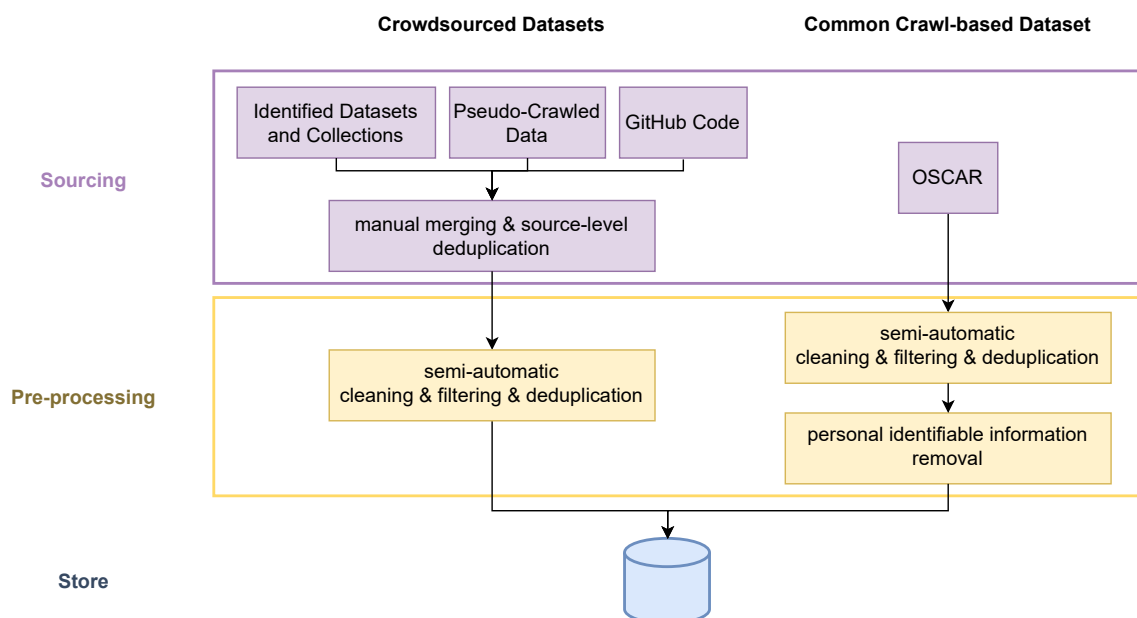 Crowdsourced Datasets
Common Crawl-based Dataset
Sourcing
Identified Datasets
and Collections
Pseudo-Crawled
Data
GitHub Code
OSCAR
manual merging & source-level
deduplication
Pre-processing
semi-automatic
cleaning & filtering & deduplication
semi-automatic
cleaning & filtering & deduplication
personal identifiable information
removal
Store